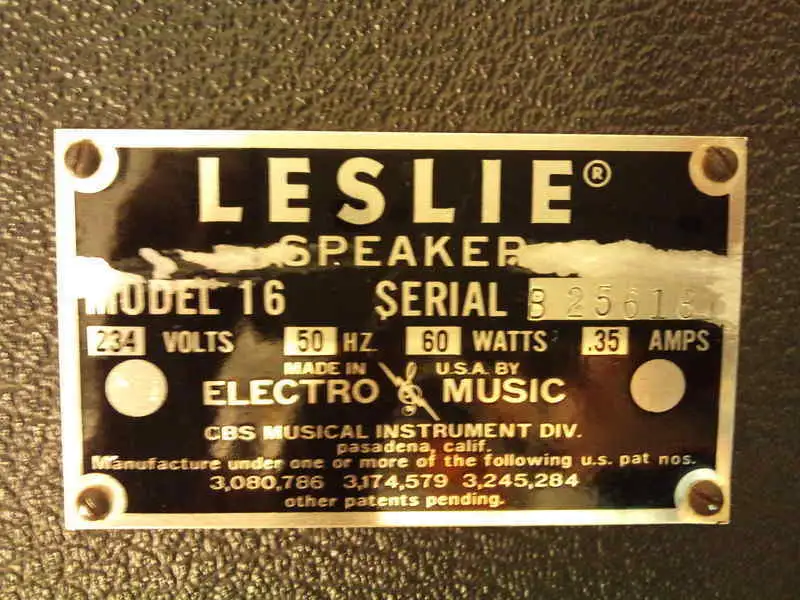 LESLIE®
SPEAKER
MODEL 16 SERIAL B 25618
234 VOLTS 50 HZ. 60 WATTS .35 AMPS
MADE IN U.S.A. BY
ELECTRO MUSIC
CBS MUSICAL INSTRUMENT DIV.
pasadena, calif.
Manufacture under one or more of the following u.s. pat nos.
3,080,786 3,174,579 3,245,284
other patents pending.